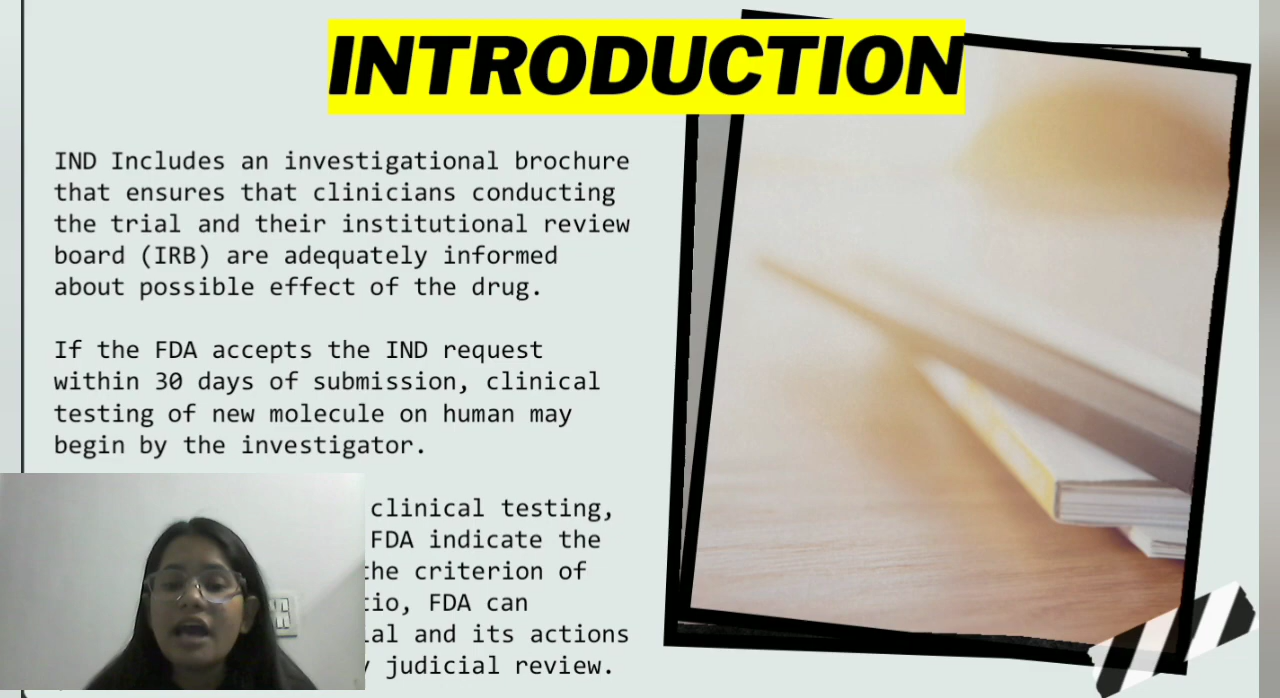 INTRODUCTION
IND Includes an investigational brochure
that ensures that clinicians conducting
the trial and their institutional review
board (IRB) are adequately informed
about possible effect of the drug.
If the FDA accepts the IND request
within 30 days of submission, clinical
testing of new molecule on human may
begin by the investigator.
clinical testing,
FDA indicate the
the criterion of
FDA can
and its actions
judicial review.